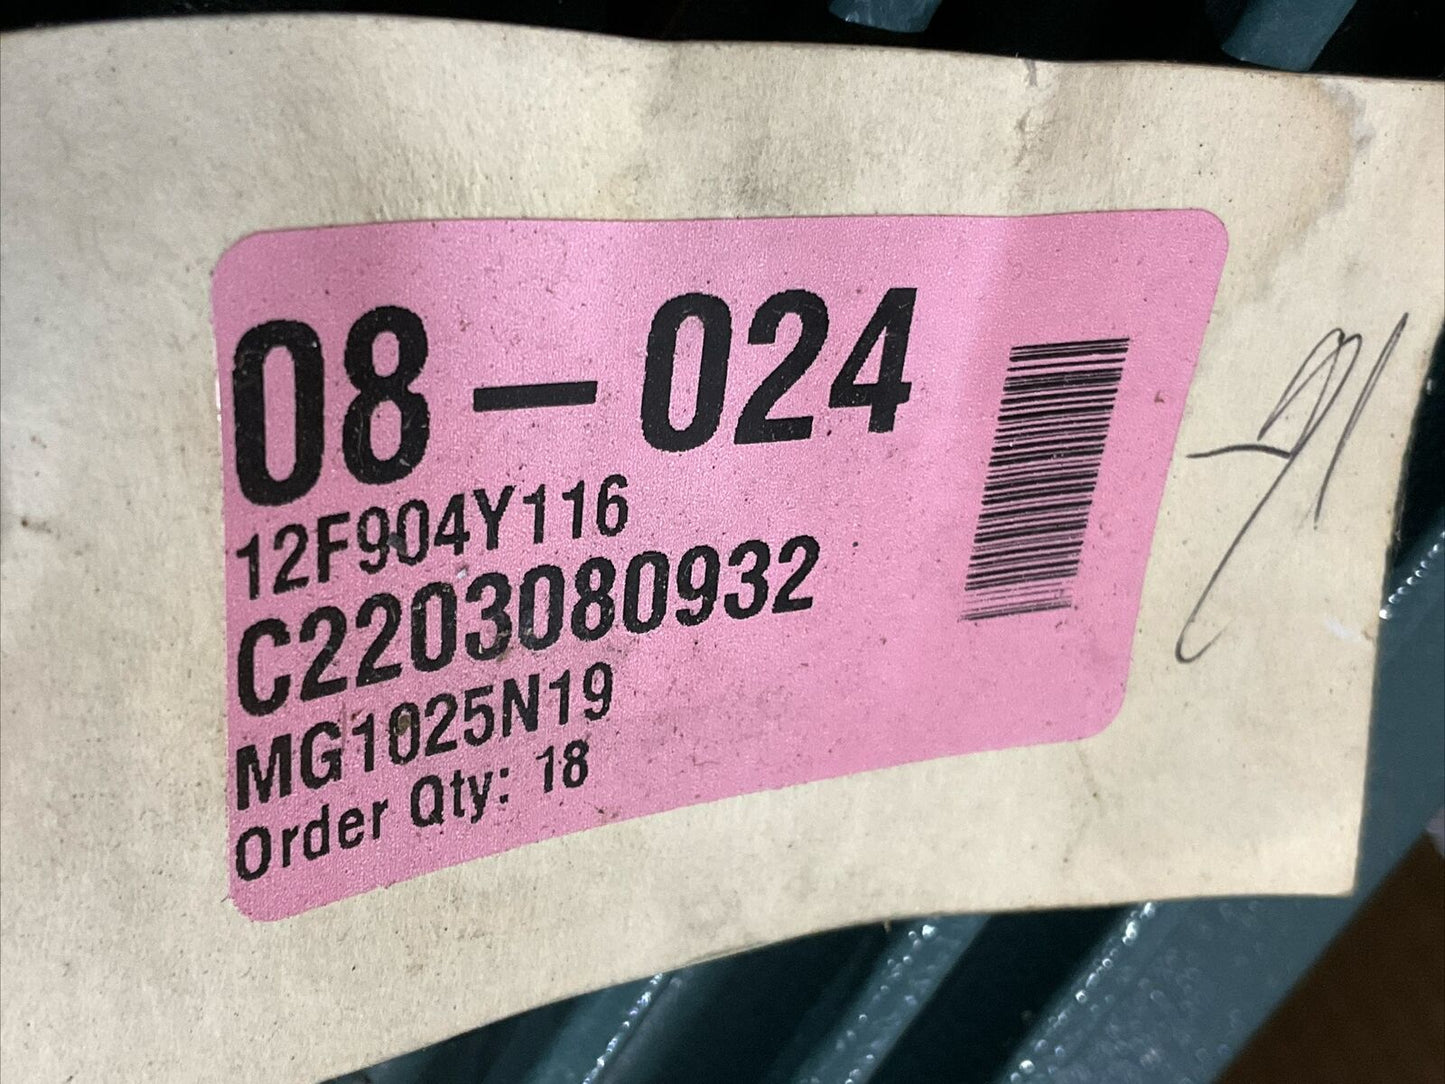 08-024
12F904Y116
C2203080932
MG1025N19
Order Qty: 18